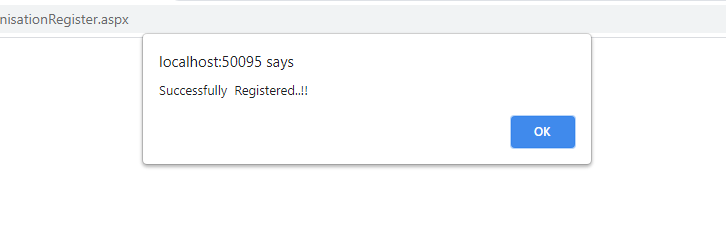 nisationRegister.aspx
localhost:50095 says
Successfully  Registered..!!
OK